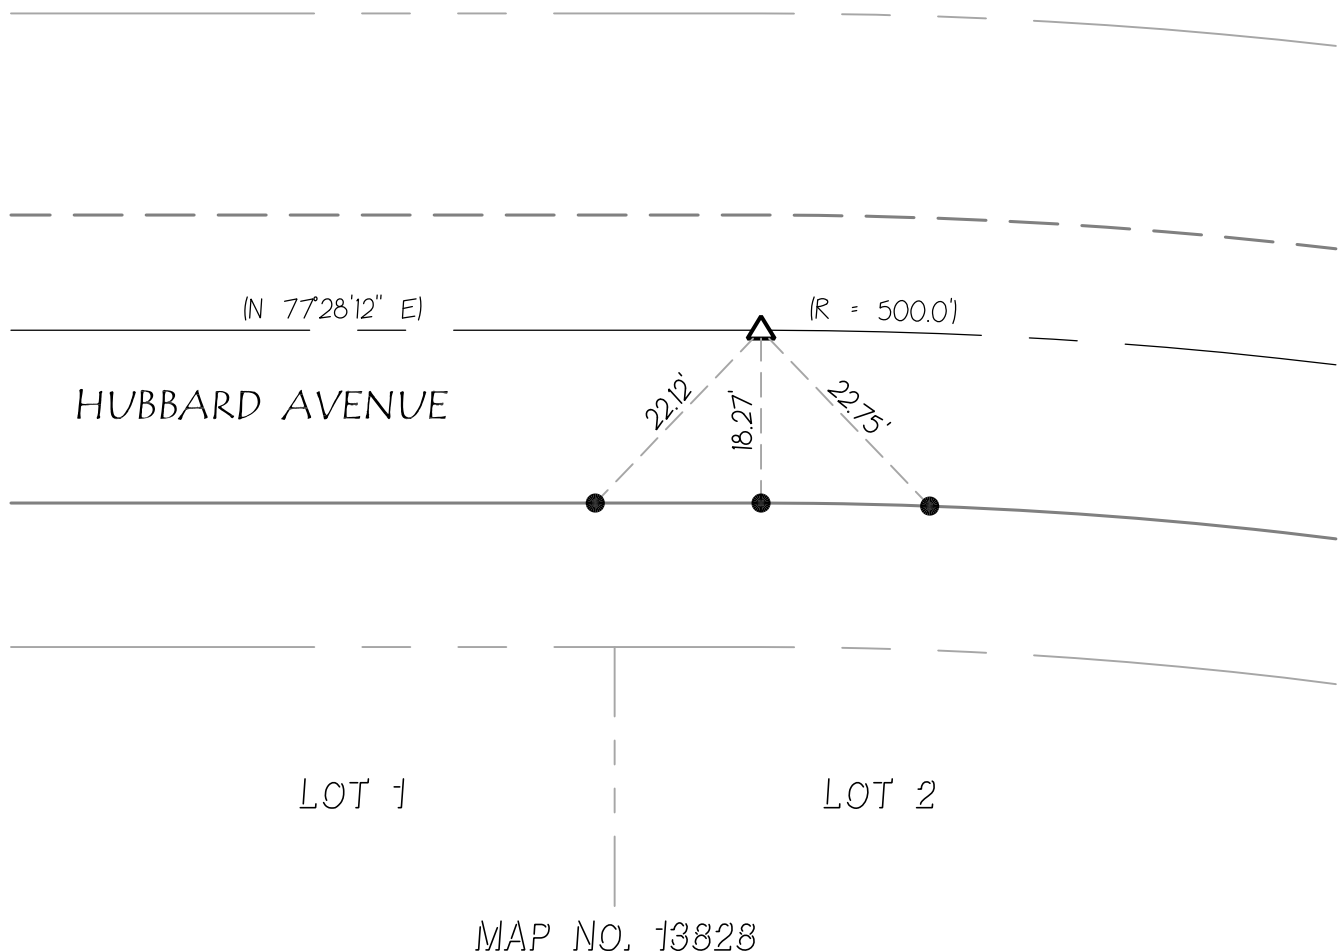 (N 77°28'12" E)
(R = 500.0')
HUBBARD AVENUE
22.12'
18.27'
22.75'
LOT 1
LOT 2
MAP NO. 13828